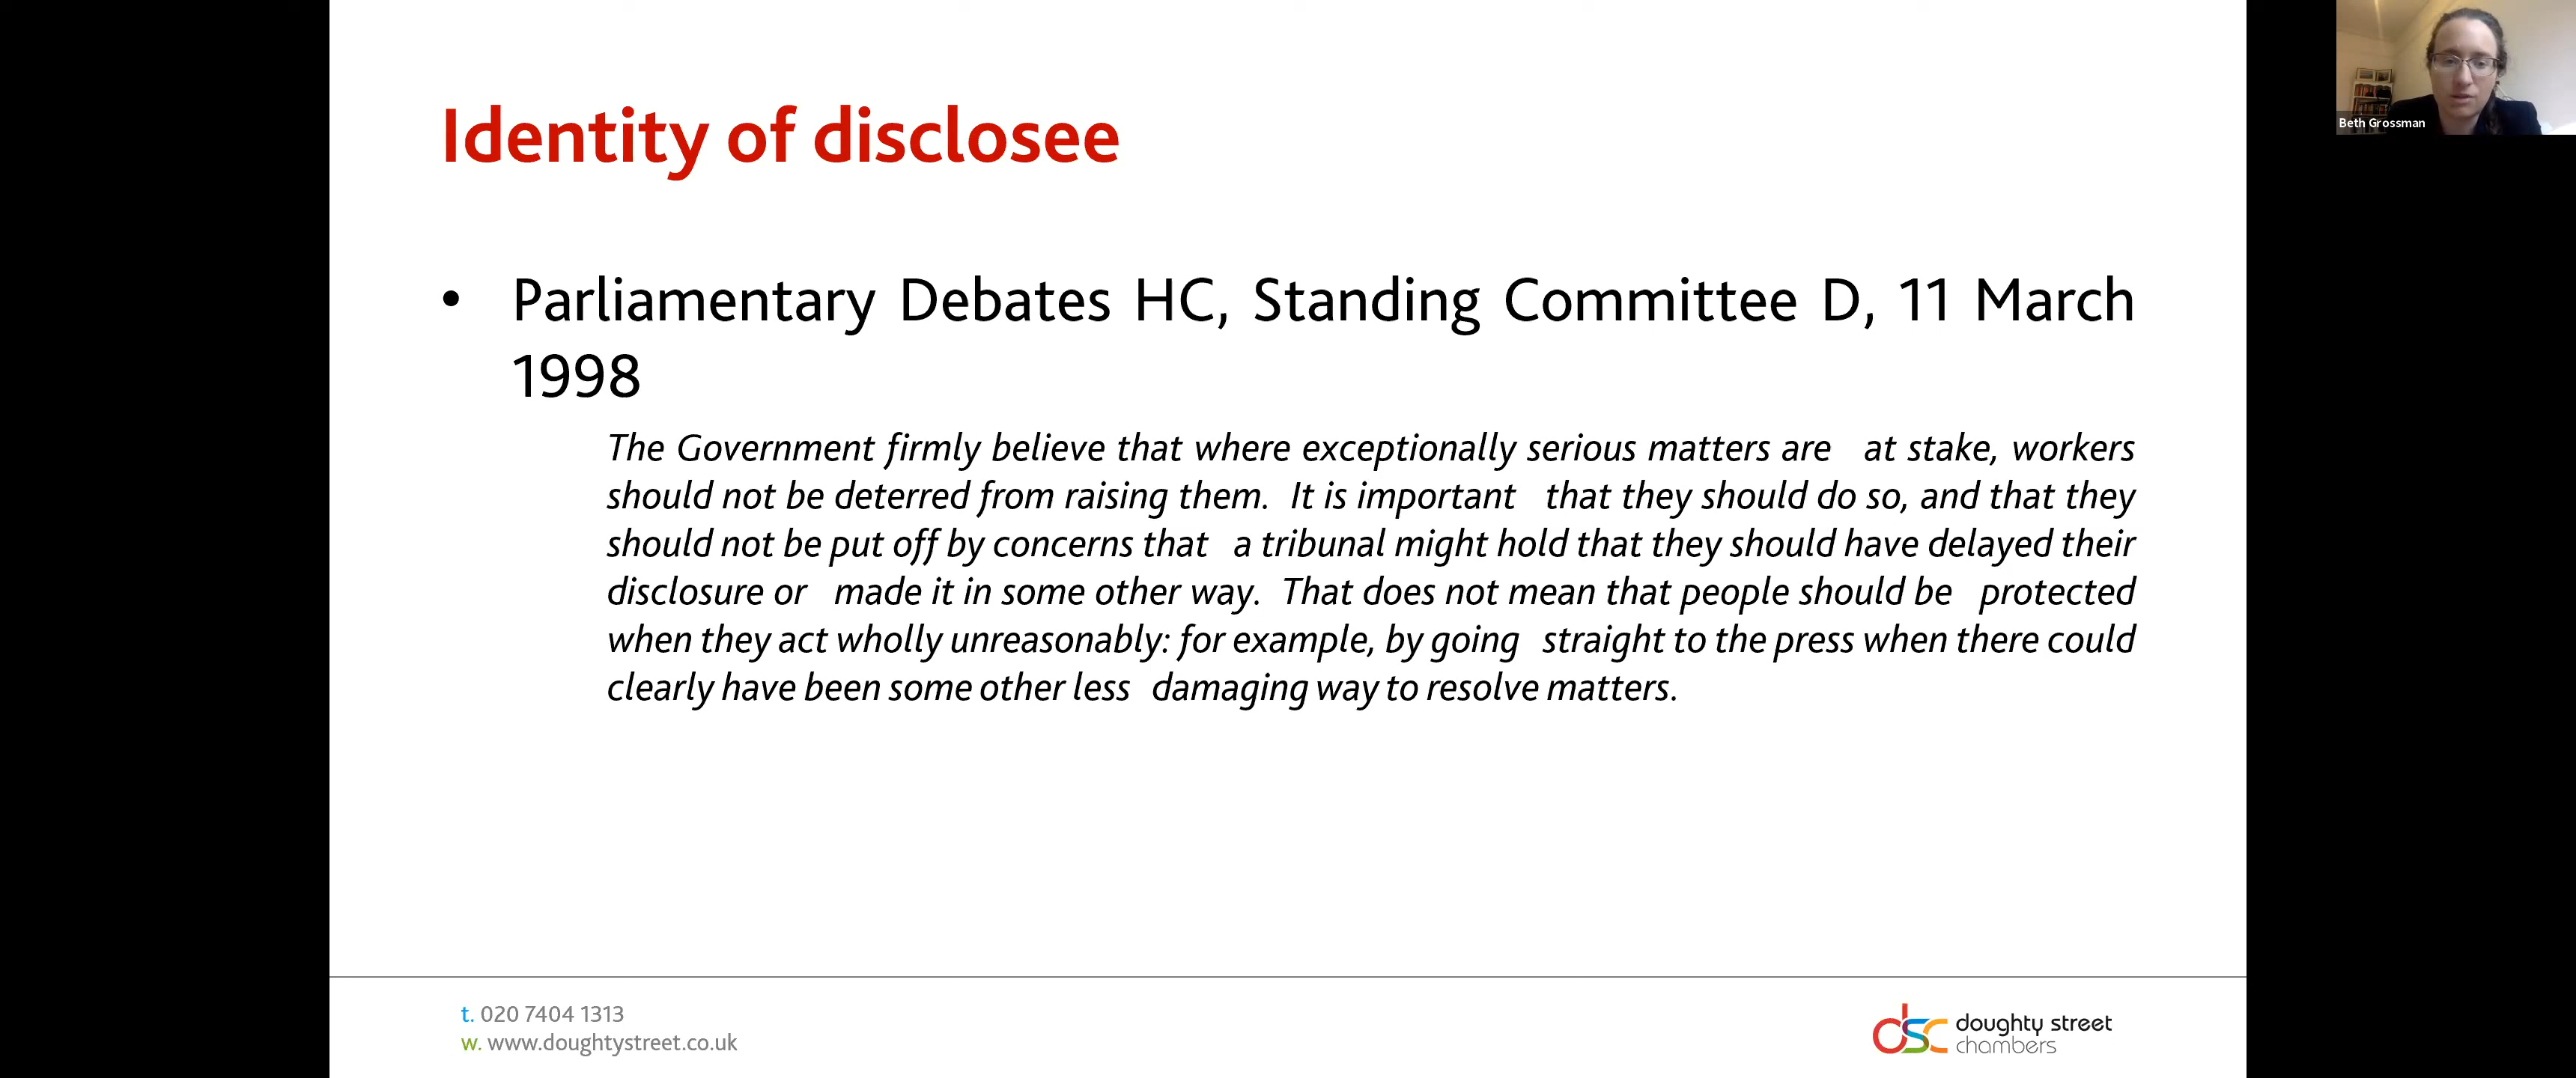 Identity of disclosee
Beth Grossman
• Parliamentary Debates HC, Standing Committee D, 11 March
1998
The Government firmly believe that where exceptionally serious matters are at stake, workers
should not be deterred from raising them. It is important that they should do so, and that they
should not be put off by concerns that a tribunal might hold that they should have delayed their
disclosure or made it in some other way. That does not mean that people should be protected
when they act wholly unreasonably: for example, by going straight to the press when there could
clearly have been some other less damaging way to resolve matters.
t. 020 7404 1313
w. www.doughtystreet.co.uk
dsc doughty street
chambers